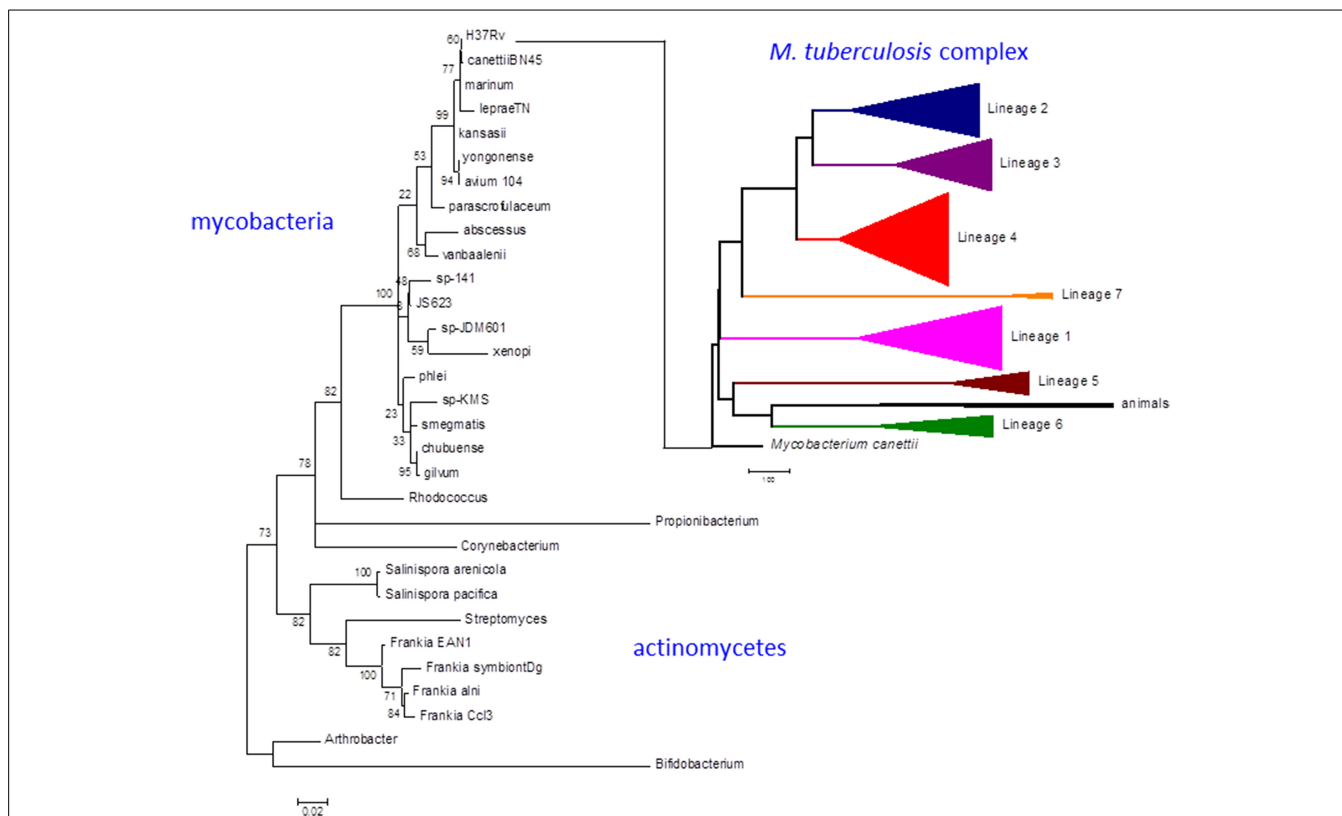 H37Rv
60
canettiiBN45
77
marinum
lepraeTN
99
kansasii
53
yongonense
94
avium 104
22
parascrofulaceum
mycobacteria
abscessus
68
vanbaalenii
48
sp-141
100
8
JS623
sp-JDM601
59
xenopi
82
phlei
23
sp-KMS
smegmatis
33
chubuense
95
gilvum
78
Rhodococcus
Propionibacterium
73
Corynebacterium
100
Salinispora arenicola
Salinispora pacifica
82
Streptomyces
82
Frankia EAN1
actinomycetes
100
Frankia symbiontDg
71
Frankia alni
84
Frankia CcI3
Arthrobacter
Bifidobacterium
0.02
M. tuberculosis complex
Lineage 2
Lineage 3
Lineage 4
Lineage 7
Lineage 1
Lineage 5
animals
Lineage 6
Mycobacterium canettii